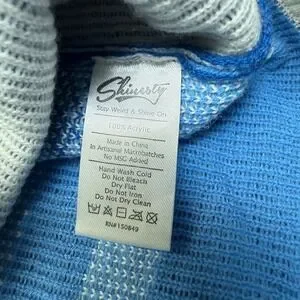 Shinesty
Stay Weird & Shine On
100% Acrylic
Made in China
In Artisanal Microbatches
No MSG Added
Hand Wash Cold
Do Not Bleach
Dry Flat
Do Not Iron
Do Not Dry Clean
RN#150849